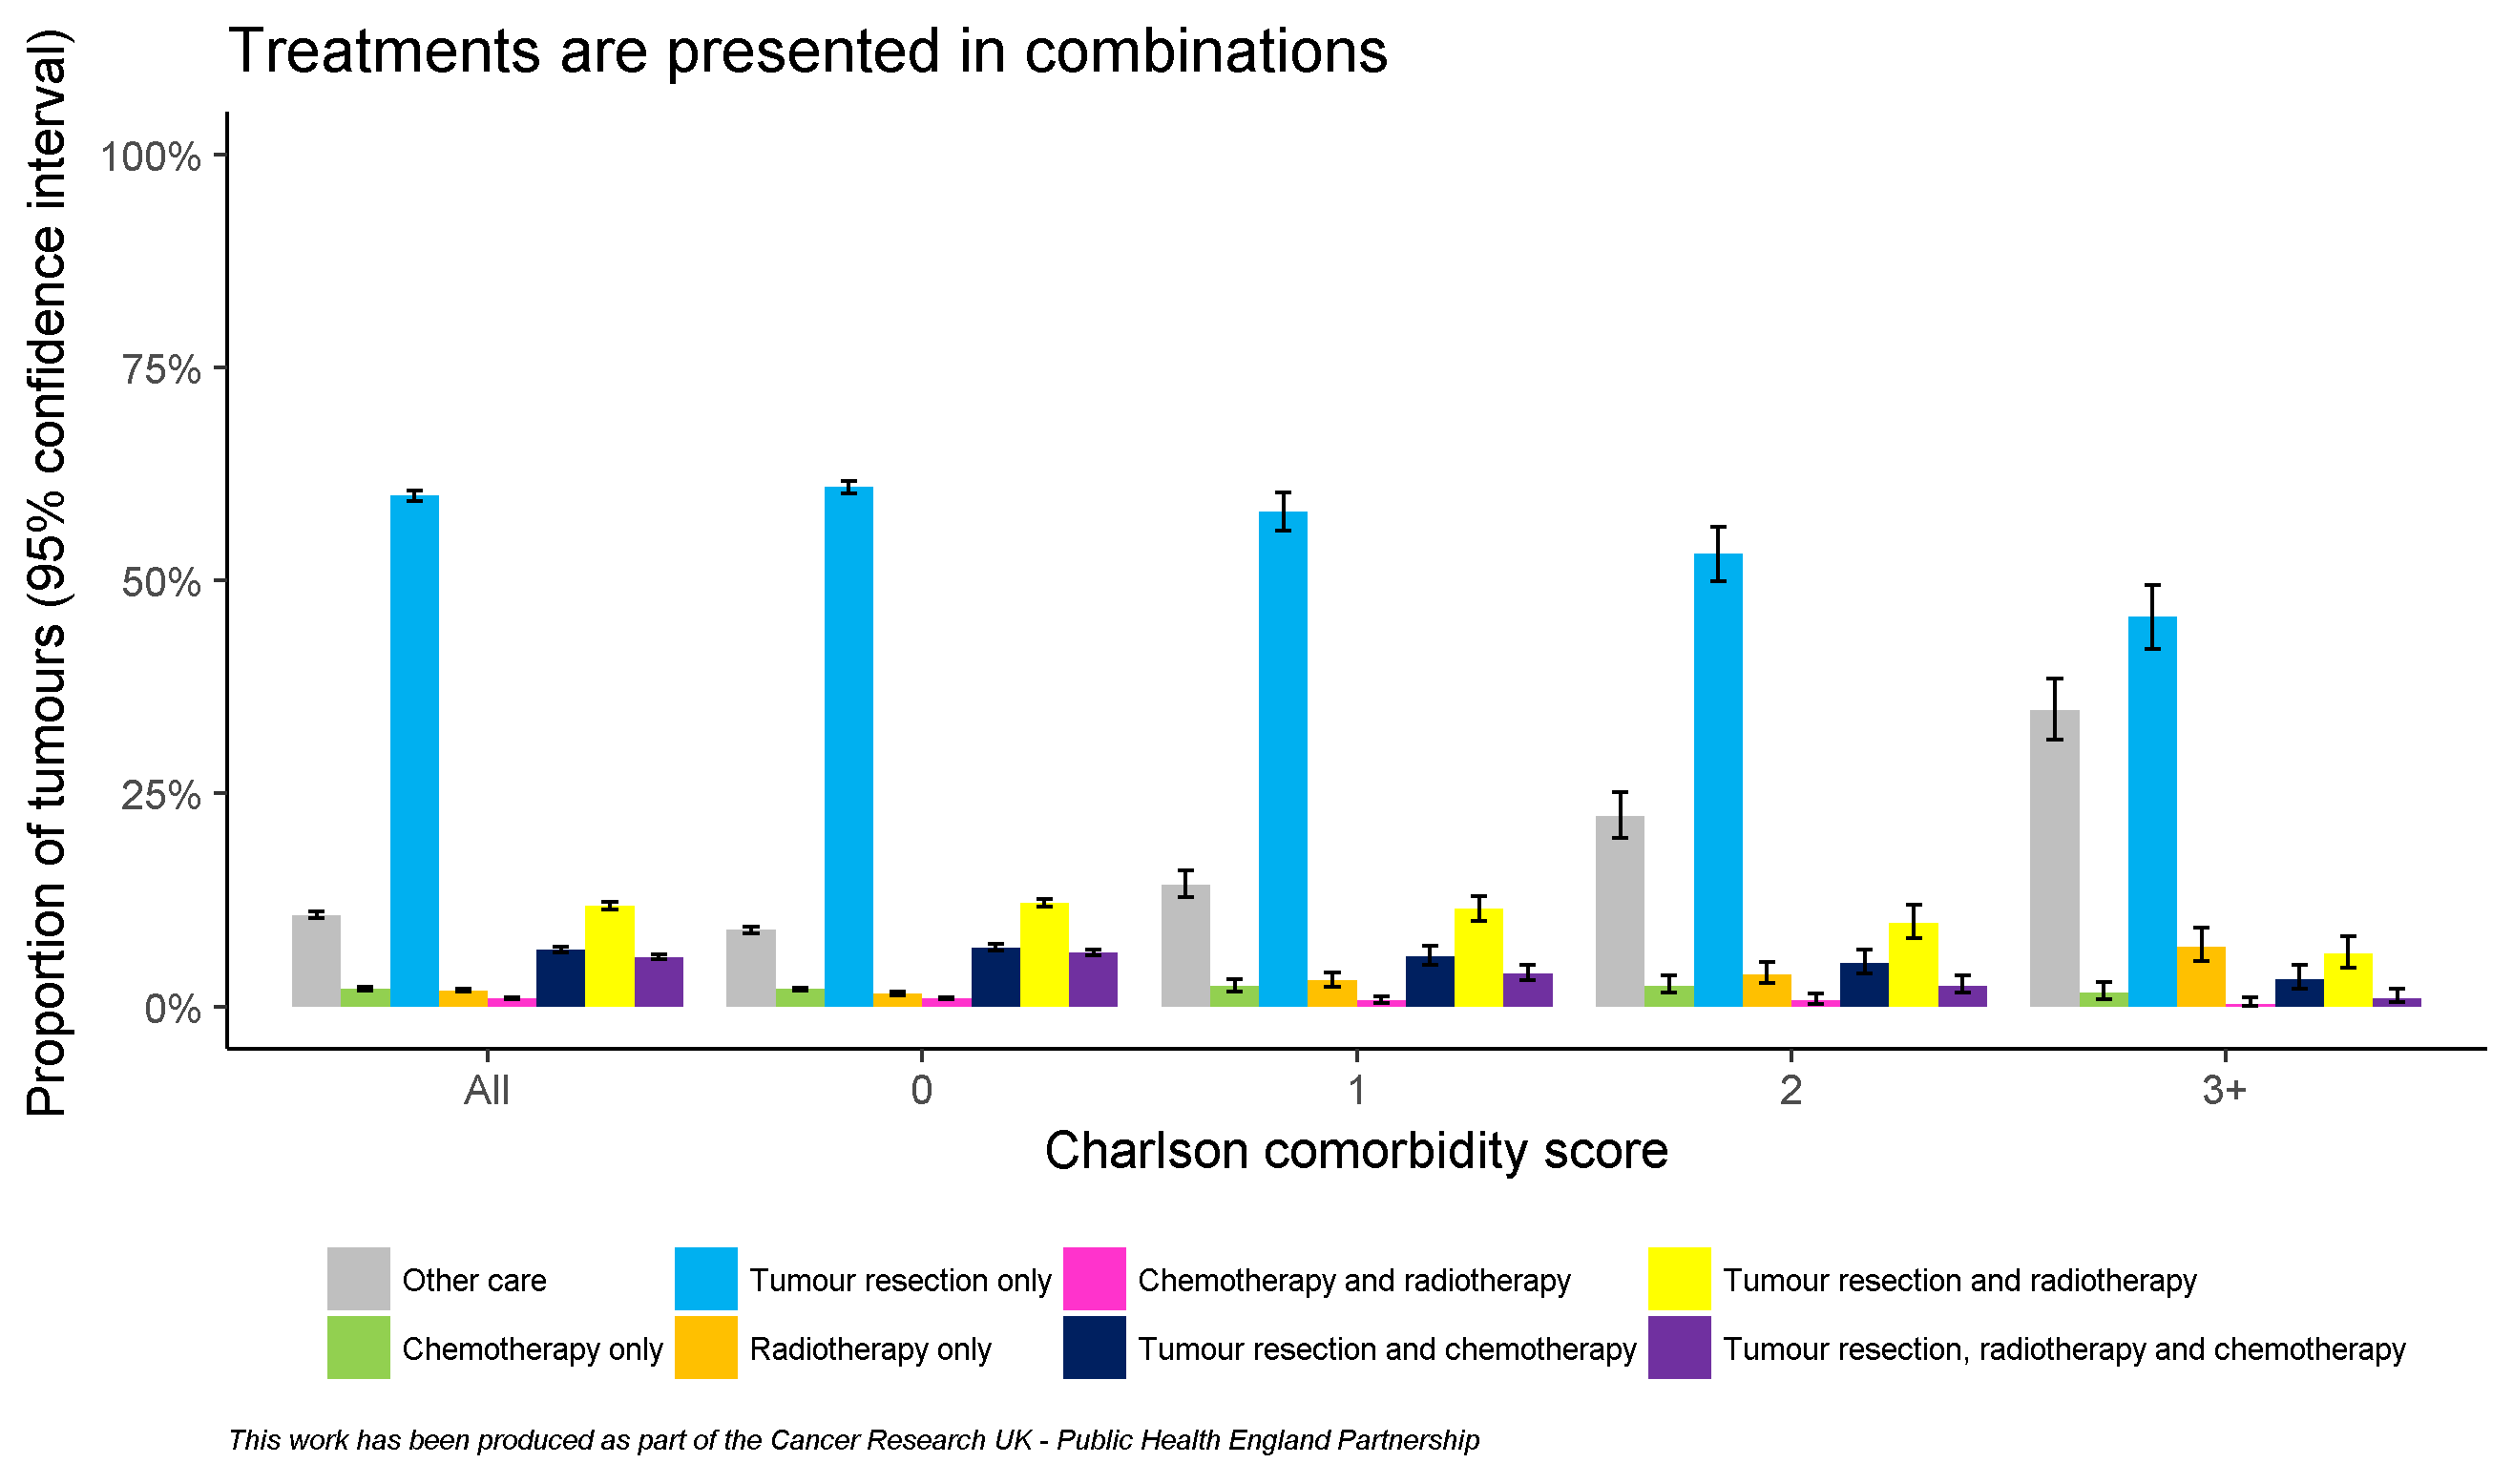 Treatments are presented in combinations
Proportion of tumours (95% confidence interval)
100%
75%
50%
25%
0%
All 0 1 2 3+
Charlson comorbidity score
Other care Tumour resection only Chemotherapy and radiotherapy Tumour resection and radiotherapy
Chemotherapy only Radiotherapy only Tumour resection and chemotherapy Tumour resection, radiotherapy and chemotherapy
This work has been produced as part of the Cancer Research UK - Public Health England Partnership